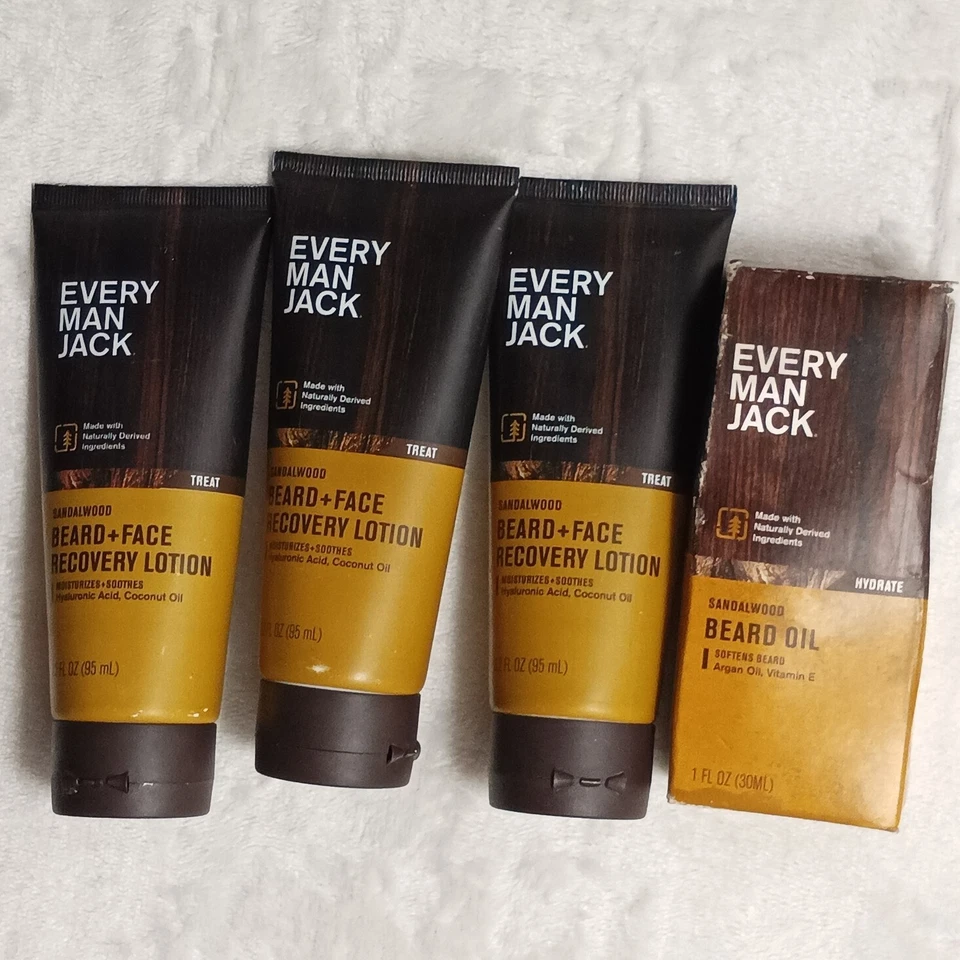 EVERY
MAN
JACK
Made with
Naturally Derived
Ingredients
TREAT
SANDALWOOD
BEARD+FACE
RECOVERY LOTION
MOISTURIZES+SOOTHES
Hyaluronic Acid, Coconut Oil
FL OZ (95 mL)
EVERY
MAN
JACK
Made with
Naturally Derived
Ingredients
TREAT
SANDALWOOD
BEARD+FACE
RECOVERY LOTION
MOISTURIZES+SOOTHES
Hyaluronic Acid, Coconut Oil
FL OZ (95 mL)
EVERY
MAN
JACK
Made with
Naturally Derived
Ingredients
TREAT
SANDALWOOD
BEARD+FACE
RECOVERY LOTION
MOISTURIZES+SOOTHES
Hyaluronic Acid, Coconut Oil
FL OZ (95 mL)
EVERY
MAN
JACK
Made with
Naturally Derived
Ingredients
HYDRATE
SANDALWOOD
BEARD OIL
SOFTENS BEARD
Argan Oil, Vitamin E
1 FL OZ (30ML)